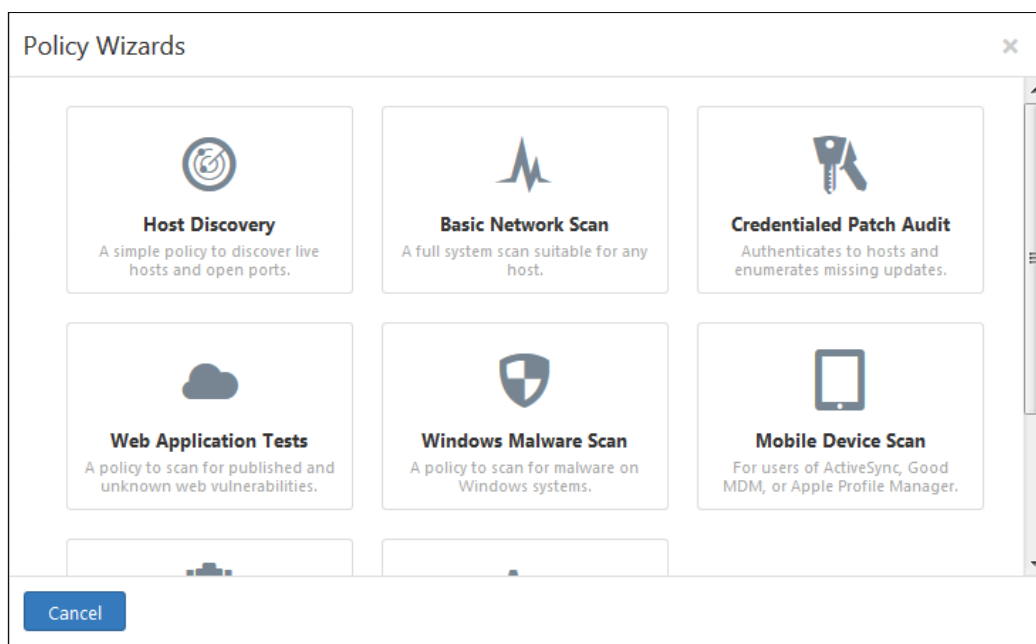 Policy Wizards
Host Discovery
A simple policy to discover live
hosts and open ports.
Basic Network Scan
A full system scan suitable for any
host.
Credentialed Patch Audit
Authenticates to hosts and
enumerates missing updates.
Web Application Tests
A policy to scan for published and
unknown web vulnerabilities.
Windows Malware Scan
A policy to scan for malware on
Windows systems.
Mobile Device Scan
For users of ActiveSync, Good
MDM, or Apple Profile Manager.
Cancel